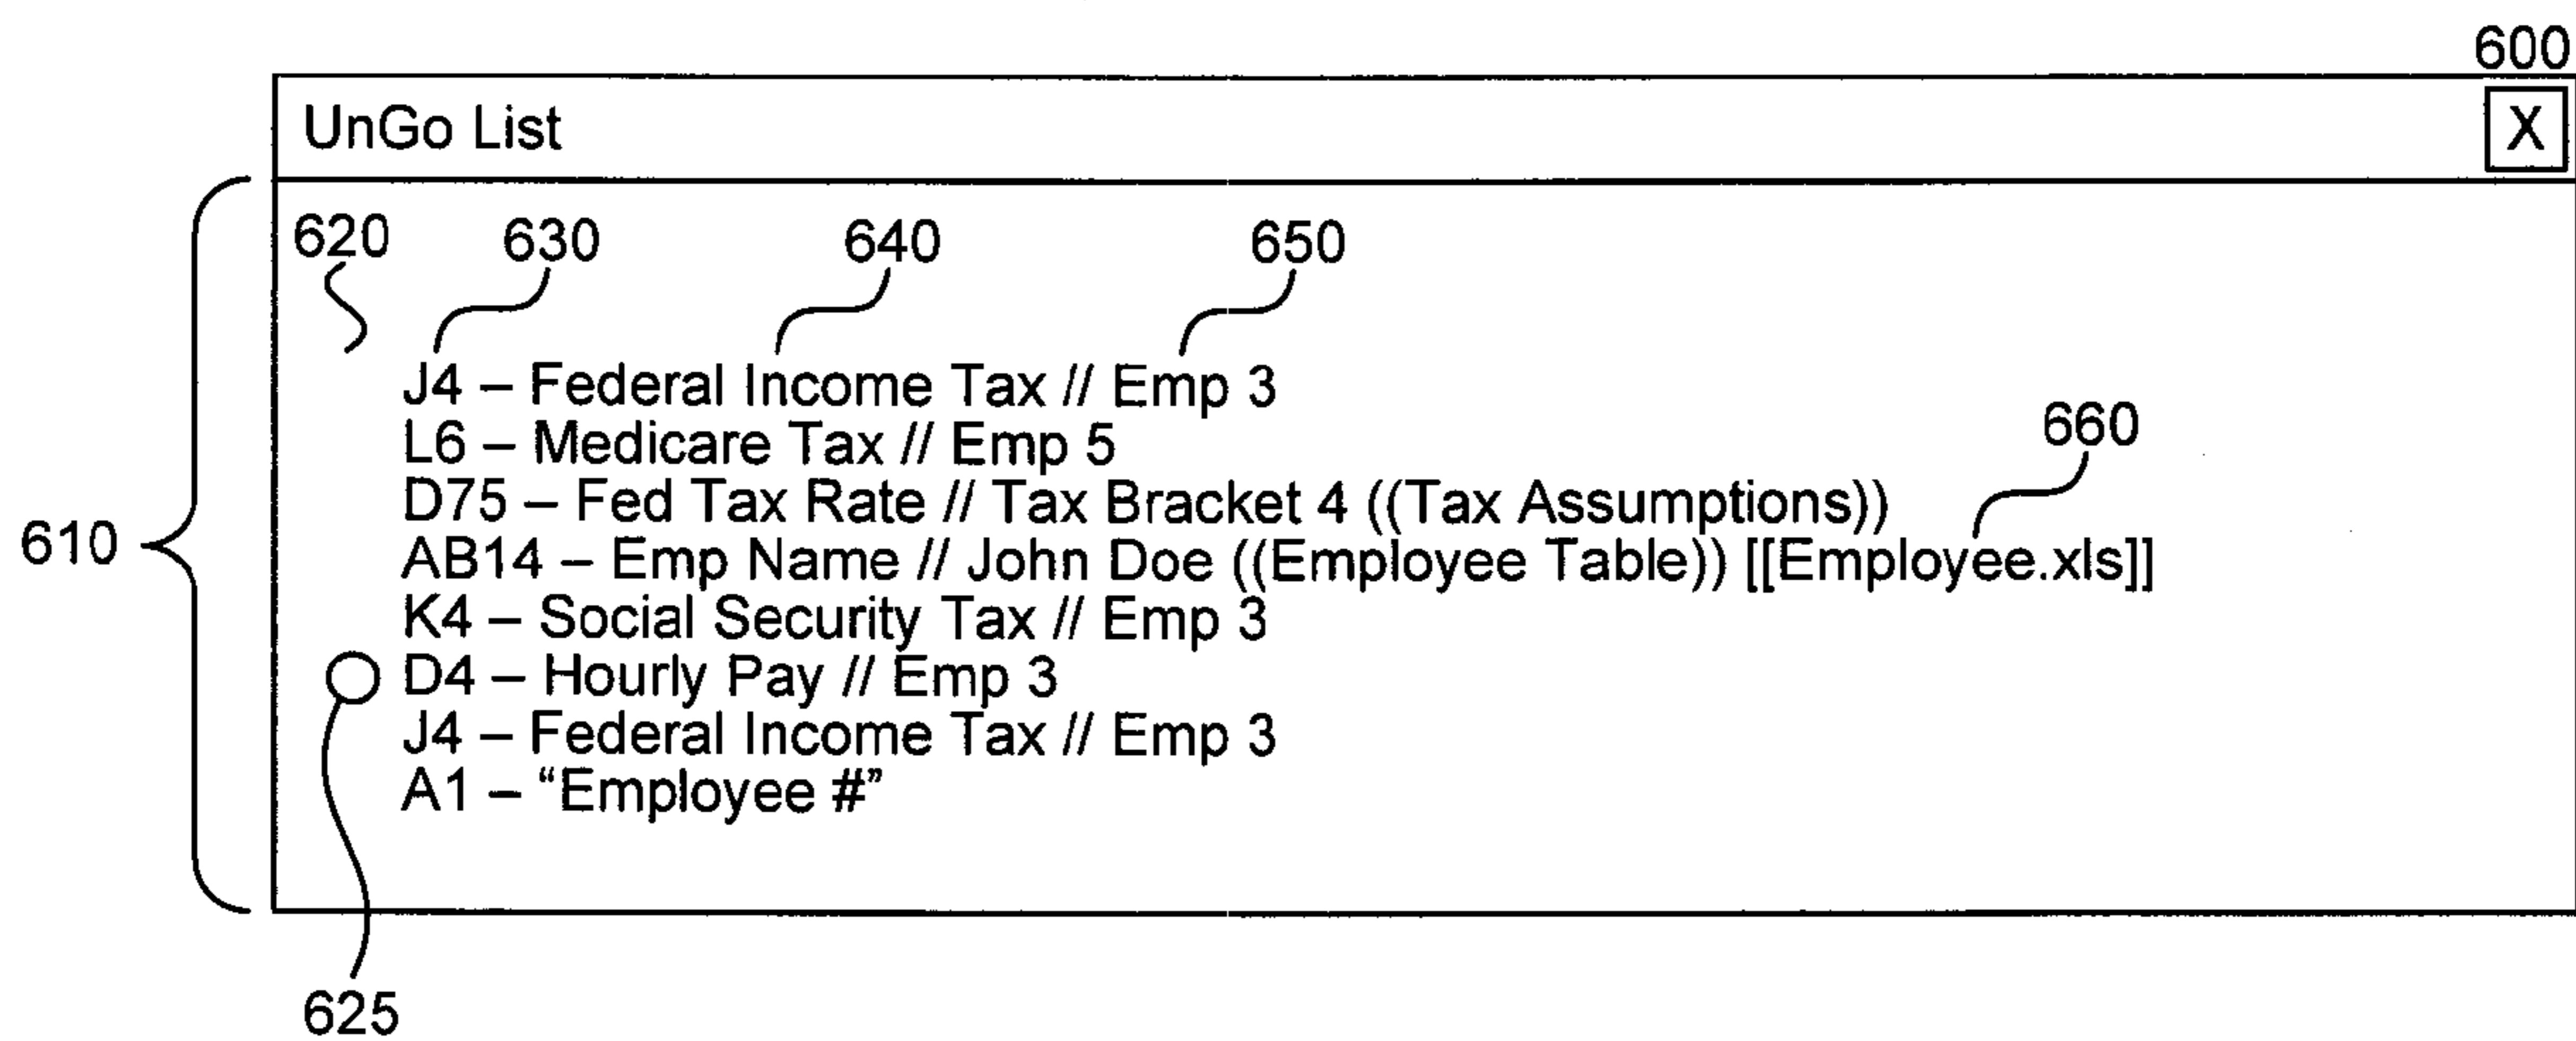 600
UnGo List X
620 630 640 650
J4 – Federal Income Tax // Emp 3
L6 – Medicare Tax // Emp 5
660
D75 – Fed Tax Rate // Tax Bracket 4 ((Tax Assumptions))
610
AB14 – Emp Name // John Doe ((Employee Table)) [[Employee.xls]]
K4 – Social Security Tax // Emp 3
D4 – Hourly Pay // Emp 3
J4 – Federal Income Tax // Emp 3
A1 – “Employee #”
625